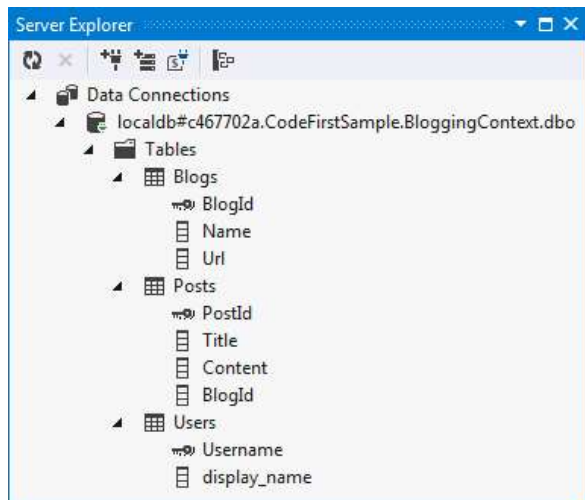 Server Explorer
Data Connections
localdb#c467702a.CodeFirstSample.BloggingContext.dbo
Tables
Blogs
BlogId
Name
Url
Posts
PostId
Title
Content
BlogId
Users
Username
display_name